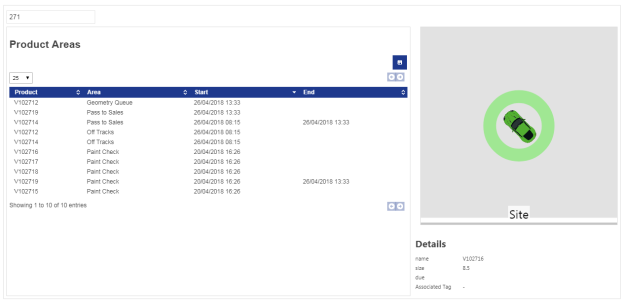 271
Product Areas
25
Product Area Start End
V102712 Geometry Queue 26/04/2018 13:33
V102719 Pass to Sales 26/04/2018 13:33
V102714 Pass to Sales 26/04/2018 08:15 26/04/2018 13:33
V102712 Off Tracks 26/04/2018 08:15
V102714 Off Tracks 26/04/2018 08:15
V102716 Paint Check 20/04/2018 16:26
V102717 Paint Check 20/04/2018 16:26
V102718 Paint Check 20/04/2018 16:26
V102719 Paint Check 20/04/2018 16:26 26/04/2018 13:33
V102715 Paint Check 20/04/2018 16:26
Showing 1 to 10 of 10 entries
Site
Details
name V102716
size 8.5
due
Associated Tag -